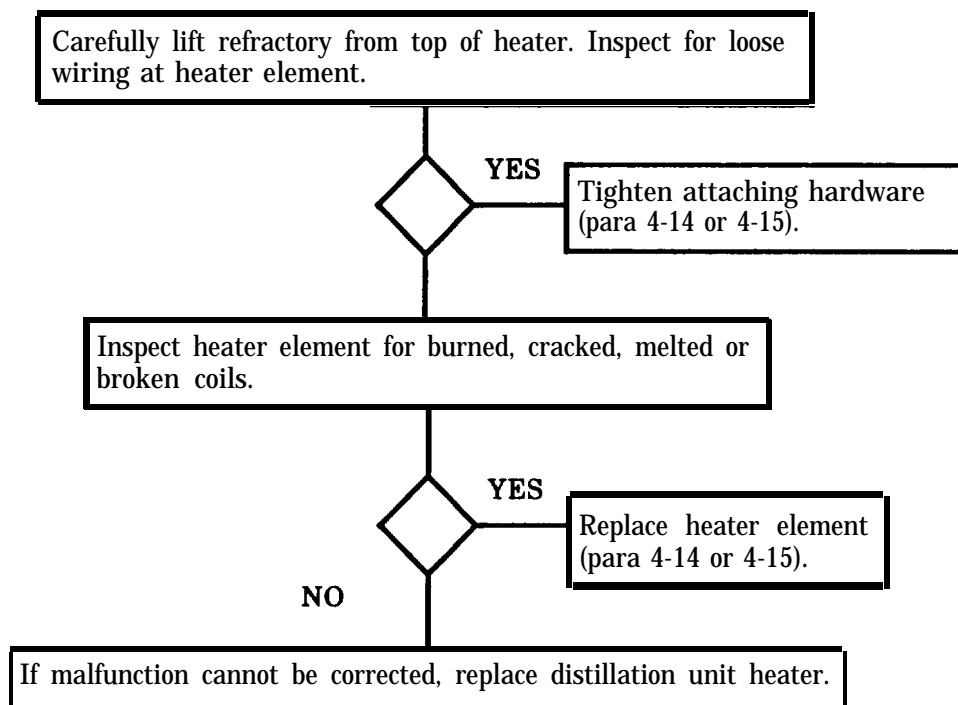 Carefully lift refractory from top of heater. Inspect for loose
wiring at heater element.
YES
Tighten attaching hardware
(para 4-14 or 4-15).
Inspect heater element for burned, cracked, melted or
broken coils.
YES
Replace heater element
(para 4-14 or 4-15).
NO
If malfunction cannot be corrected, replace distillation unit heater.